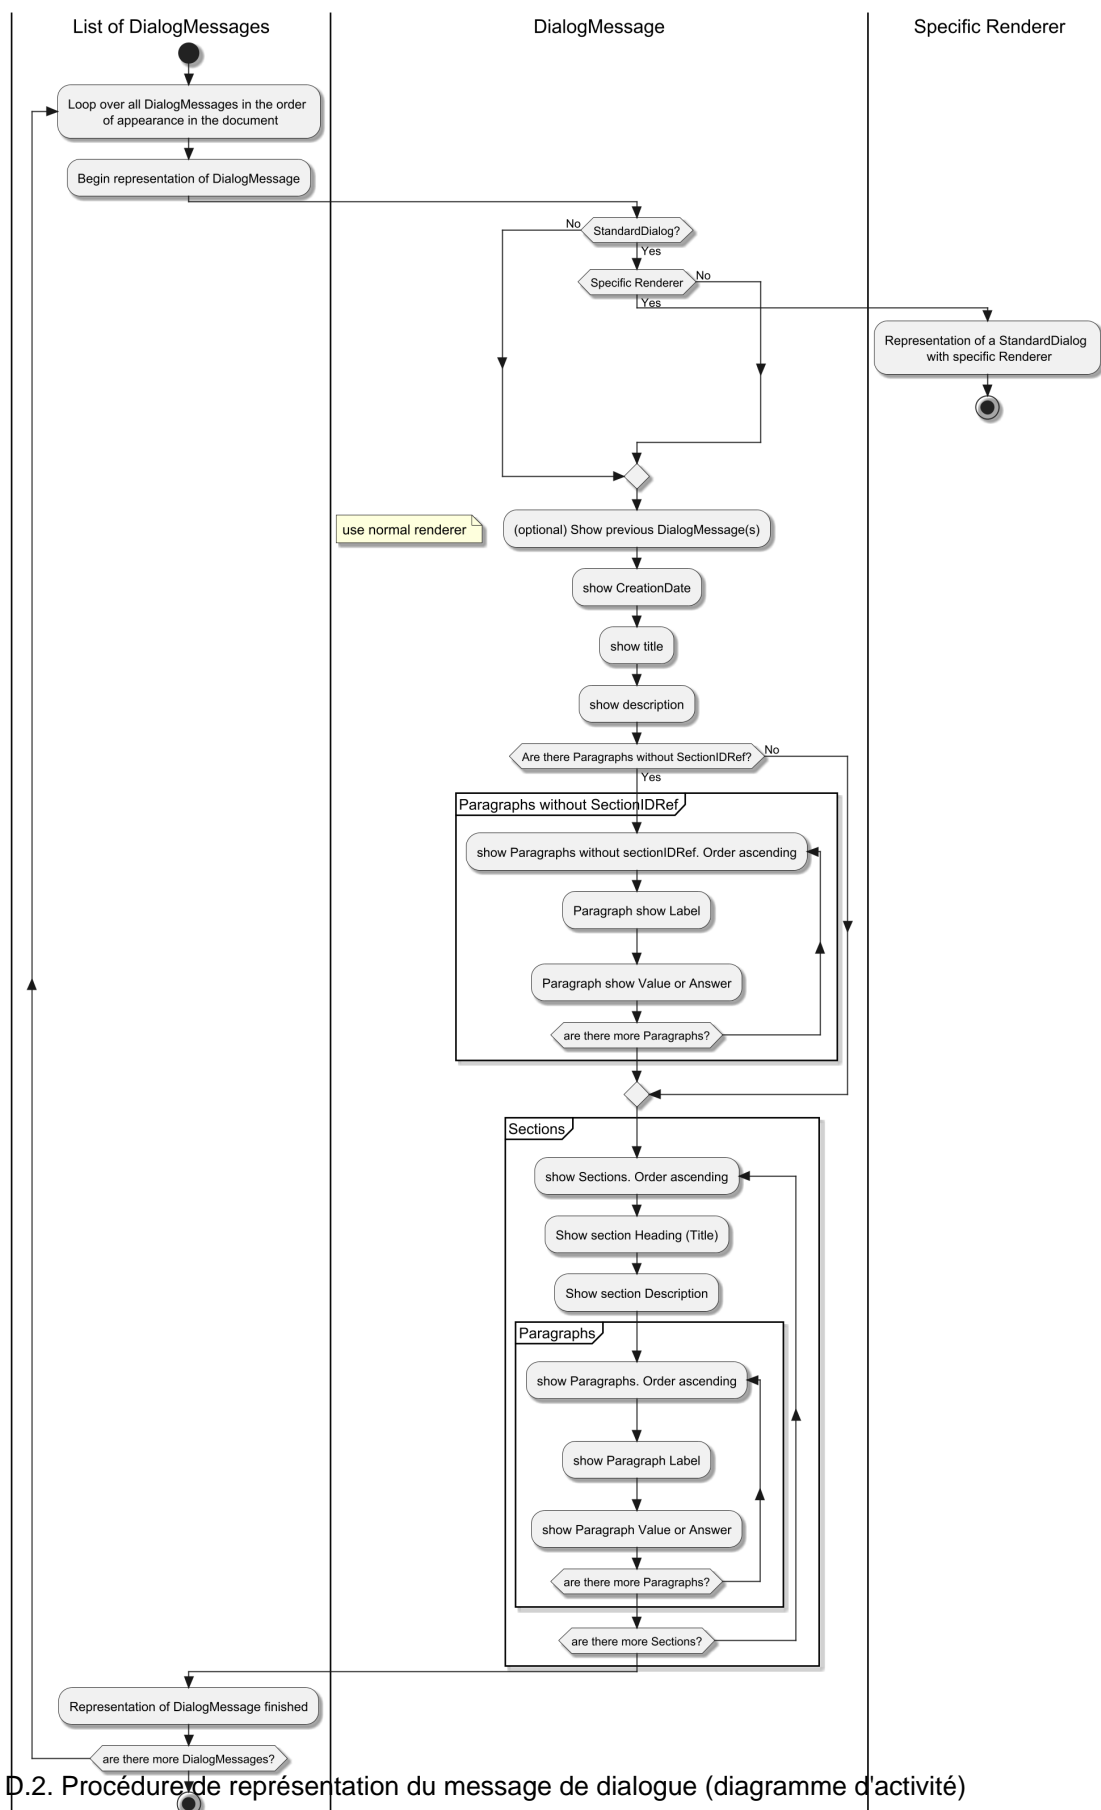 List of DialogMessages
DialogMessage
Specific Renderer
Loop over all DialogMessages in the order
of appearance in the document
Begin representation of DialogMessage
No
StandardDialog?
Yes
Specific Renderer
No
Yes
Representation of a StandardDialog
with specific Renderer
use normal renderer
(optional) Show previous DialogMessage(s)
show CreationDate
show title
show description
Are there Paragraphs without SectionIDRef?
No
Yes
Paragraphs without SectionIDRef
show Paragraphs without sectionIDRef. Order ascending
Paragraph show Label
Paragraph show Value or Answer
are there more Paragraphs?
Sections
show Sections. Order ascending
Show section Heading (Title)
Show section Description
Paragraphs
show Paragraphs. Order ascending
show Paragraph Label
show Paragraph Value or Answer
are there more Paragraphs?
are there more Sections?
Representation of DialogMessage finished
are there more DialogMessages?
D.2. Procédure de représentation du message de dialogue (diagramme d'activité)